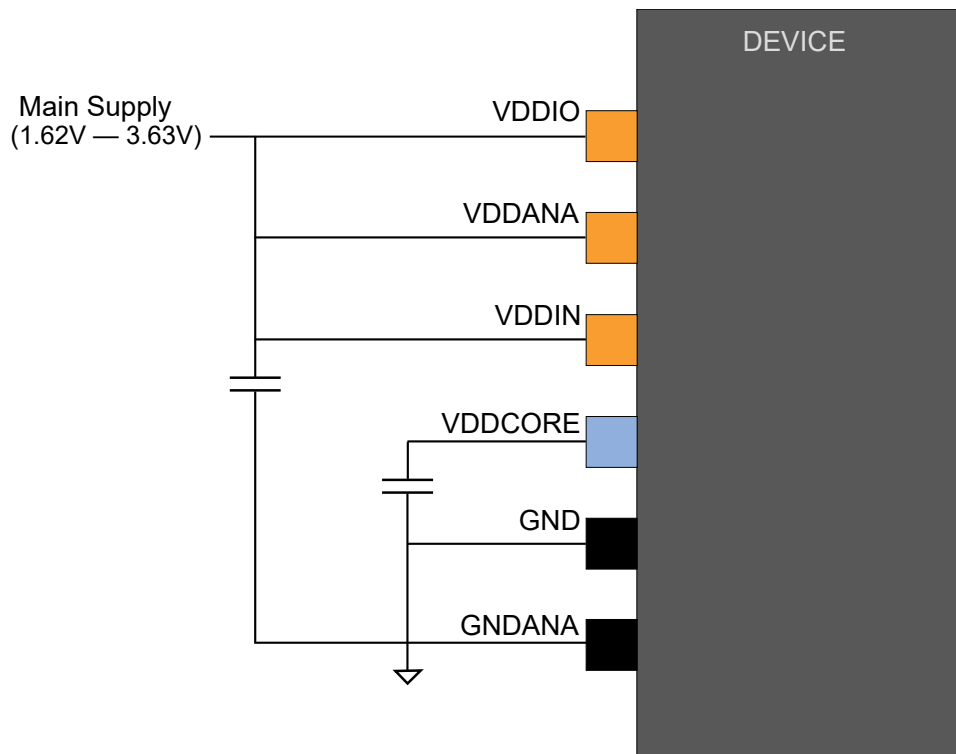 DEVICE
Main Supply
(1.62V — 3.63V)
VDDIO
VDDANA
VDDIN
VDDCORE
GND
GNDANA